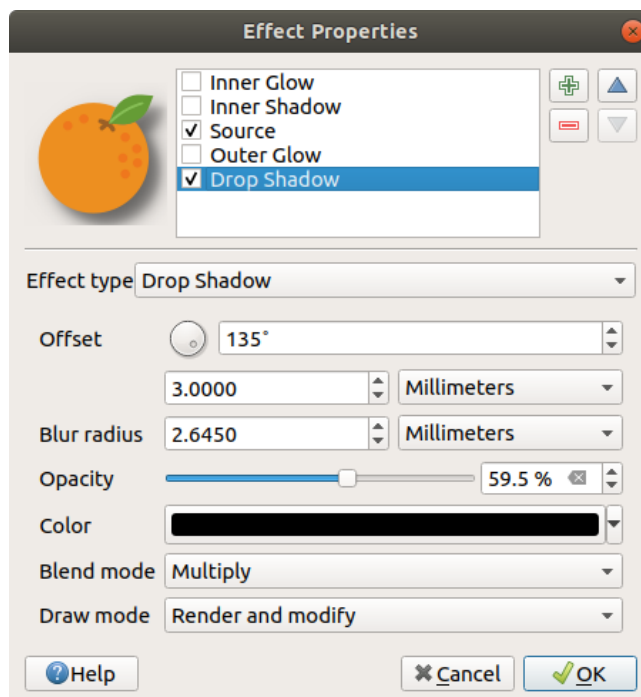 Effect Properties
Inner Glow
Inner Shadow
Source
Outer Glow
Drop Shadow
Effect type Drop Shadow
Offset 135°
3.0000 Millimeters
Blur radius 2.6450 Millimeters
Opacity 59.5 %
Color
Blend mode Multiply
Draw mode Render and modify
Help Cancel OK